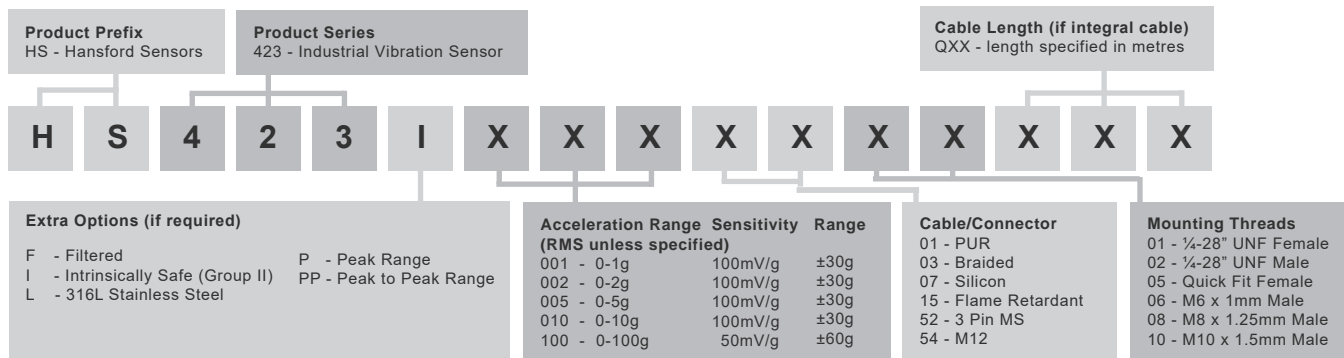 Product Prefix
HS - Hansford Sensors
Product Series
423 - Industrial Vibration Sensor
Cable Length (if integral cable)
QXX - length specified in metres
H S 4 2 3 I X X X X X X X X X X
Extra Options (if required)
F - Filtered
I - Intrinsically Safe (Group II)
L - 316L Stainless Steel
P - Peak Range
PP - Peak to Peak Range
Acceleration Range Sensitivity Range
(RMS unless specified)
001 - 0-1g 100mV/g ±30g
002 - 0-2g 100mV/g ±30g
005 - 0-5g 100mV/g ±30g
010 - 0-10g 100mV/g ±30g
100 - 0-100g 50mV/g ±60g
Cable/Connector
01 - PUR
03 - Braided
07 - Silicon
15 - Flame Retardant
52 - 3 Pin MS
54 - M12
Mounting Threads
01 - ¼-28” UNF Female
02 - ¼-28” UNF Male
05 - Quick Fit Female
06 - M6 x 1mm Male
08 - M8 x 1.25mm Male
10 - M10 x 1.5mm Male